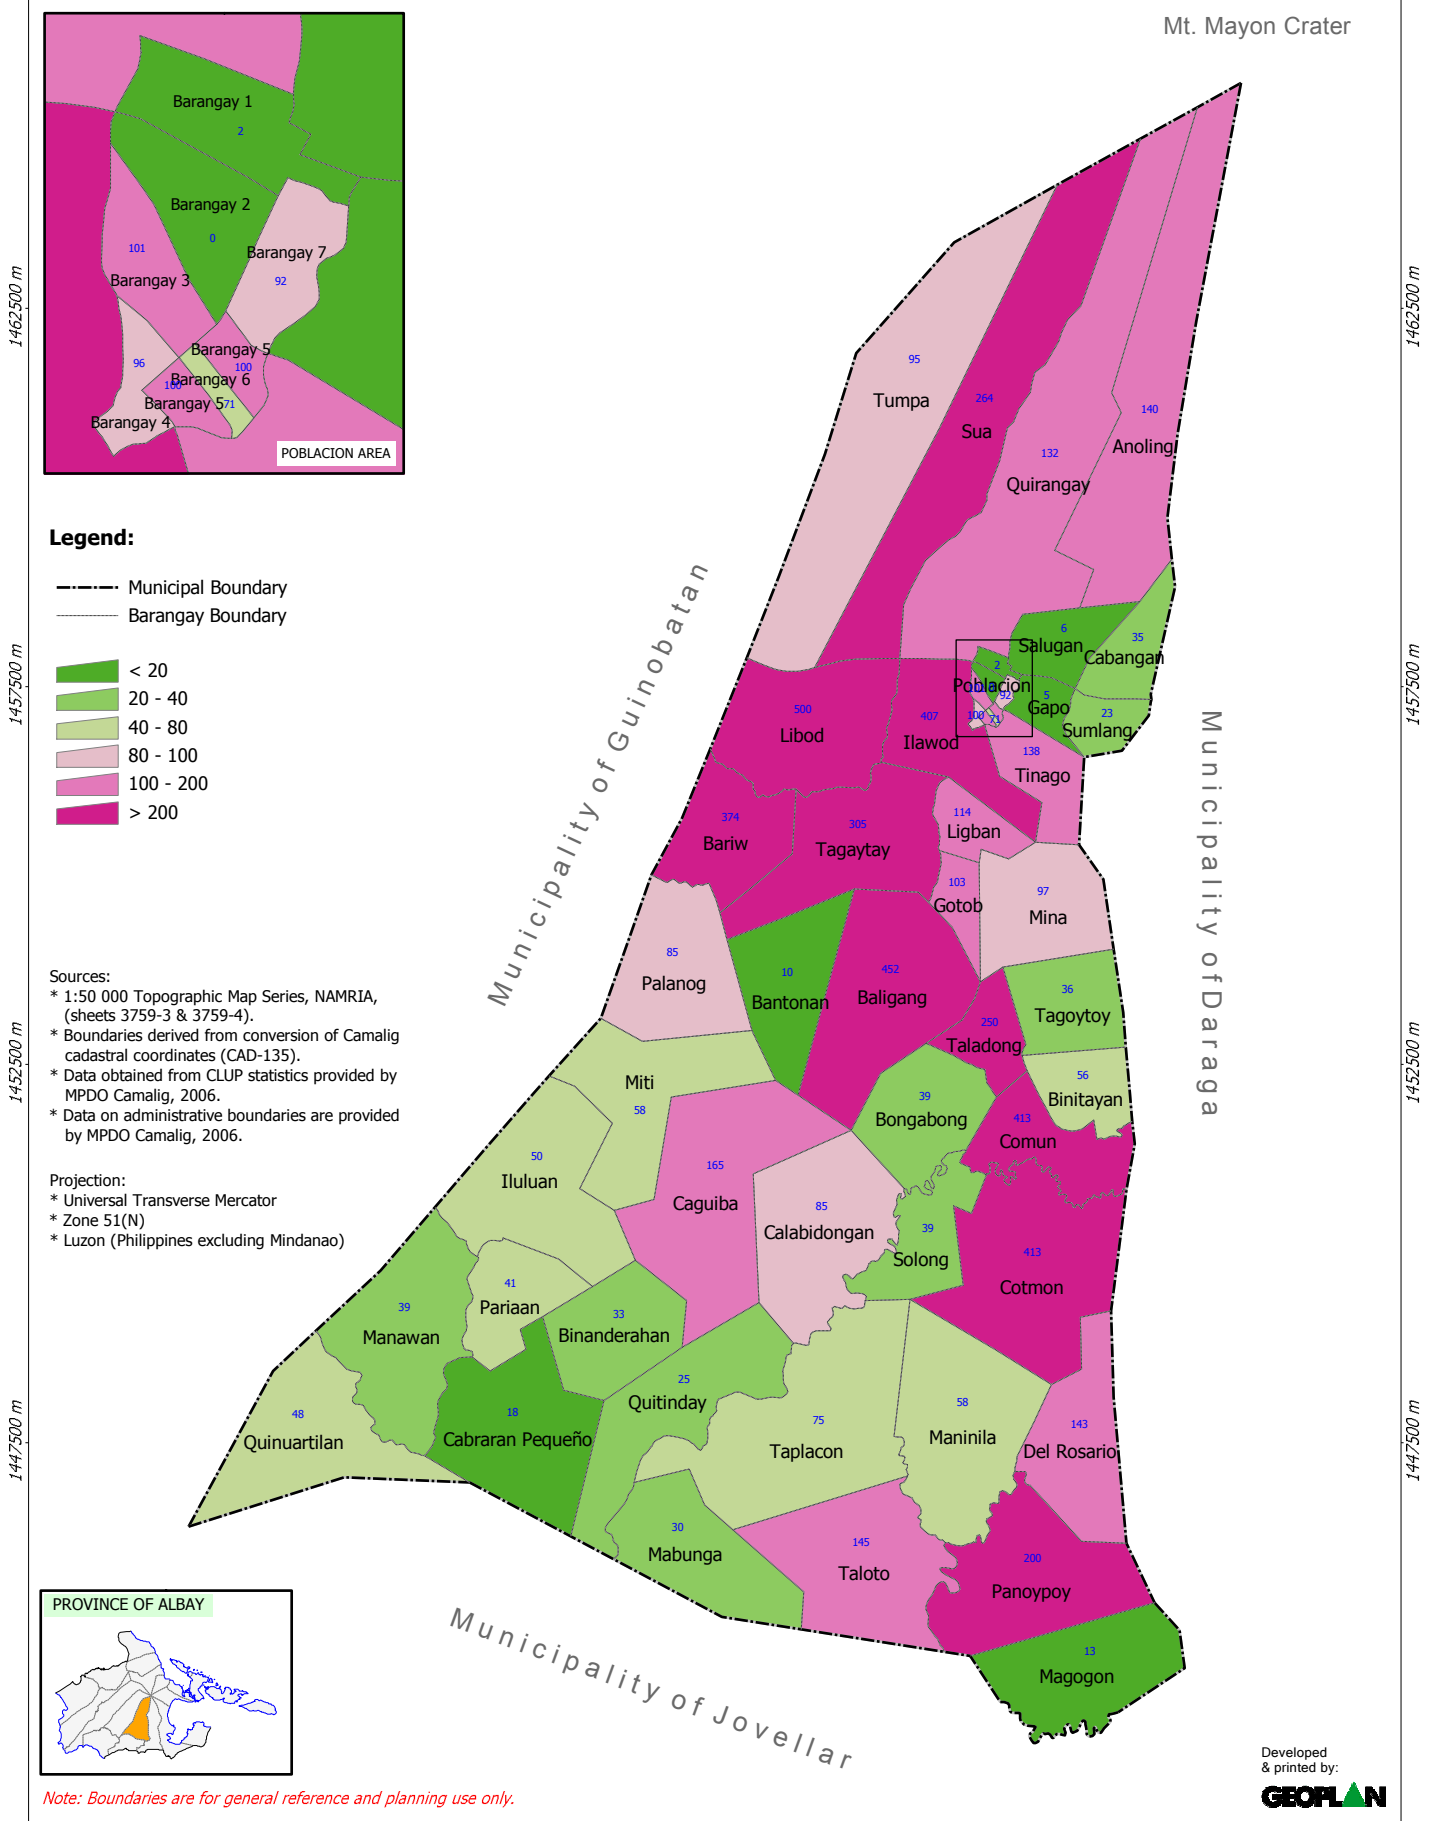 Mt. Mayon Crater
Barangay 1
2
Barangay 2
0
101
Barangay 3
Barangay 7
92
96
Barangay 5
100
Barangay 6
100
Barangay 5
71
Barangay 4
POBLACION AREA
1462500 m
1462500 m
1457500 m
1457500 m
1452500 m
1452500 m
1447500 m
1447500 m
Legend:
Municipal Boundary
Barangay Boundary
< 20
20 - 40
40 - 80
80 - 100
100 - 200
> 200
Sources:
* 1:50 000 Topographic Map Series, NAMRIA,
(sheets 3759-3 & 3759-4).
* Boundaries derived from conversion of Camalig
cadastral coordinates (CAD-135).
* Data obtained from CLUP statistics provided by
MPDO Camalig, 2006.
* Data on administrative boundaries are provided
by MPDO Camalig, 2006.
Projection:
* Universal Transverse Mercator
* Zone 51(N)
* Luzon (Philippines excluding Mindanao)
Municipality of Guinobatan
Municipality of Daraga
Municipality of Jovellar
95
Tumpa
264
Sua
132
Quirangay
140
Anoling
6
Salugan
35
Cabangan
2
Poblacion
92
100
71
5
Gapo
23
Sumlang
500
Libod
407
Ilawod
138
Tinago
374
Bariw
305
Tagaytay
114
Ligban
103
Gotob
97
Mina
85
Palanog
10
Bantonan
452
Baligang
36
Tagoytoy
250
Taladong
56
Binitayan
Miti
58
39
Bongabong
413
Comun
50
Iluluan
165
Caguiba
85
Calabidongan
39
Solong
413
Cotmon
41
Pariaan
39
Manawan
33
Binanderahan
25
Quitinday
48
Quinuartilan
18
Cabraran Pequeño
75
Taplacon
58
Maninila
143
Del Rosario
30
Mabunga
145
Taloto
200
Panoypoy
13
Magogon
PROVINCE OF ALBAY
Note: Boundaries are for general reference and planning use only.
Developed
& printed by:
GEOPLAN